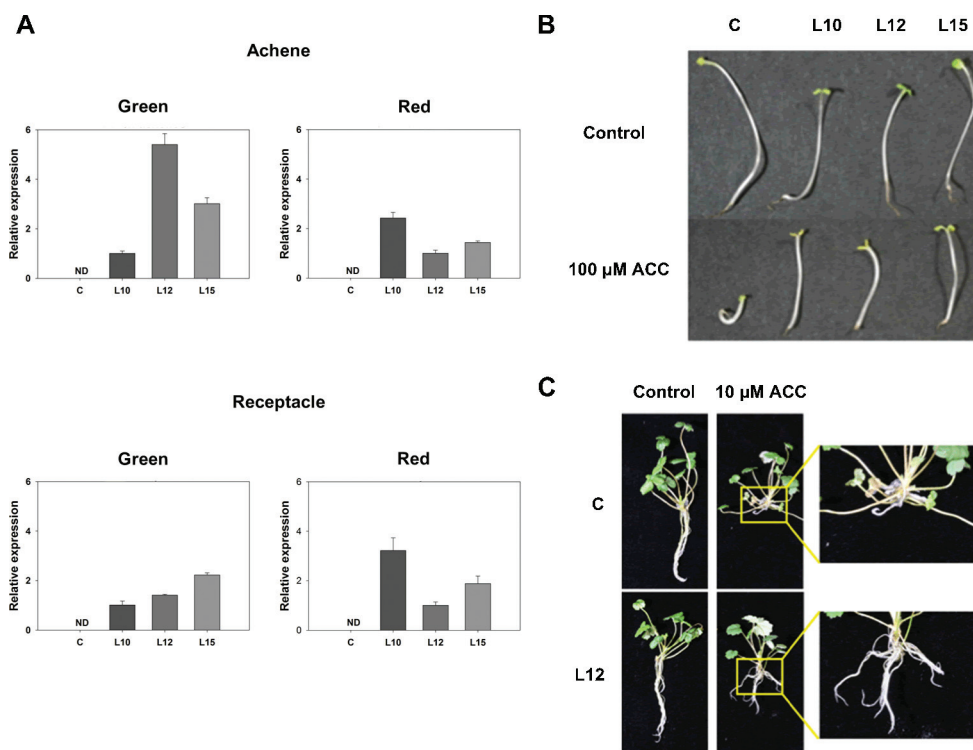 A
Achene
Green
Red
Relative expression
6
4
2
0
ND
C
L10
L12
L15
Relative expression
6
4
2
0
ND
C
L10
L12
L15
Receptacle
Green
Red
Relative expression
6
4
2
0
ND
C
L10
L12
L15
Relative expression
6
4
2
0
ND
C
L10
L12
L15
B
C L10 L12 L15
Control
100 µM ACC
C
Control 10 µM ACC
C
L12